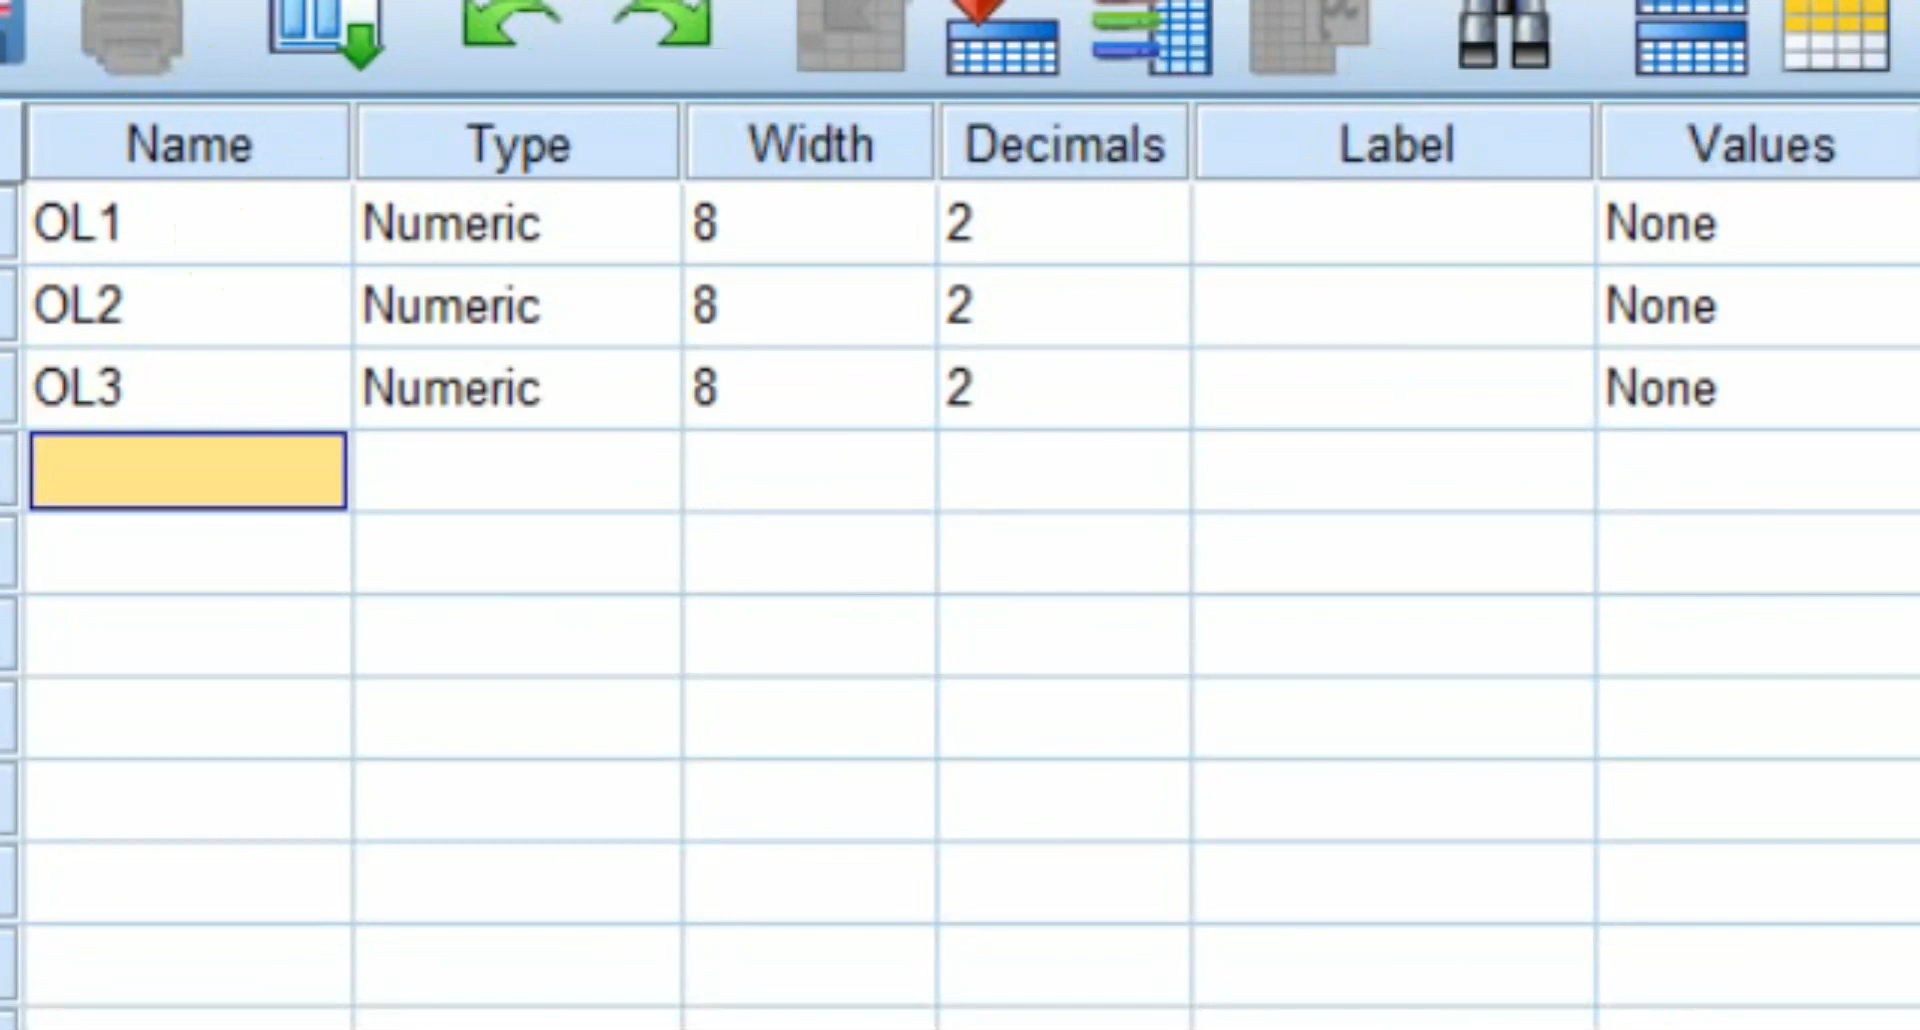 Name Type Width Decimals Label Values
OL1 Numeric 8 2 None
OL2 Numeric 8 2 None
OL3 Numeric 8 2 None